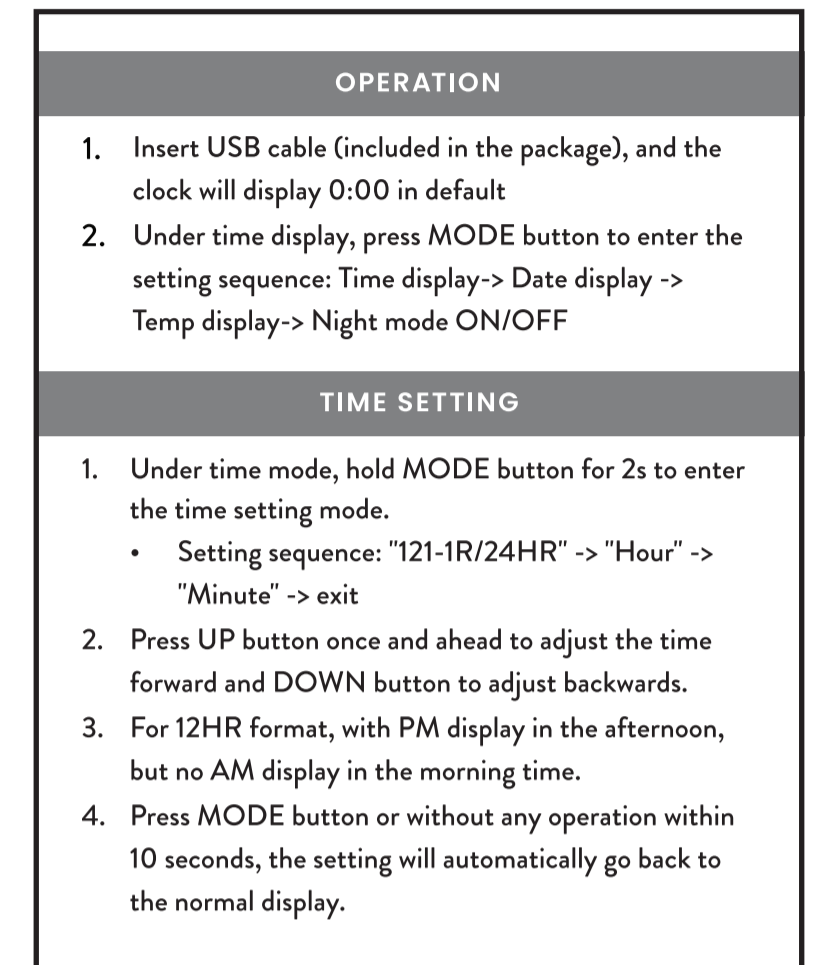 OPERATION
1. Insert USB cable (included in the package), and the
clock will display 0:00 in default
2. Under time display, press MODE button to enter the
setting sequence: Time display-> Date display ->
Temp display-> Night mode ON/OFF
TIME SETTING
1. Under time mode, hold MODE button for 2s to enter
the time setting mode.
• Setting sequence: "121-1R/24HR" -> "Hour" ->
"Minute" -> exit
2. Press UP button once and ahead to adjust the time
forward and DOWN button to adjust backwards.
3. For 12HR format, with PM display in the afternoon,
but no AM display in the morning time.
4. Press MODE button or without any operation within
10 seconds, the setting will automatically go back to
the normal display.